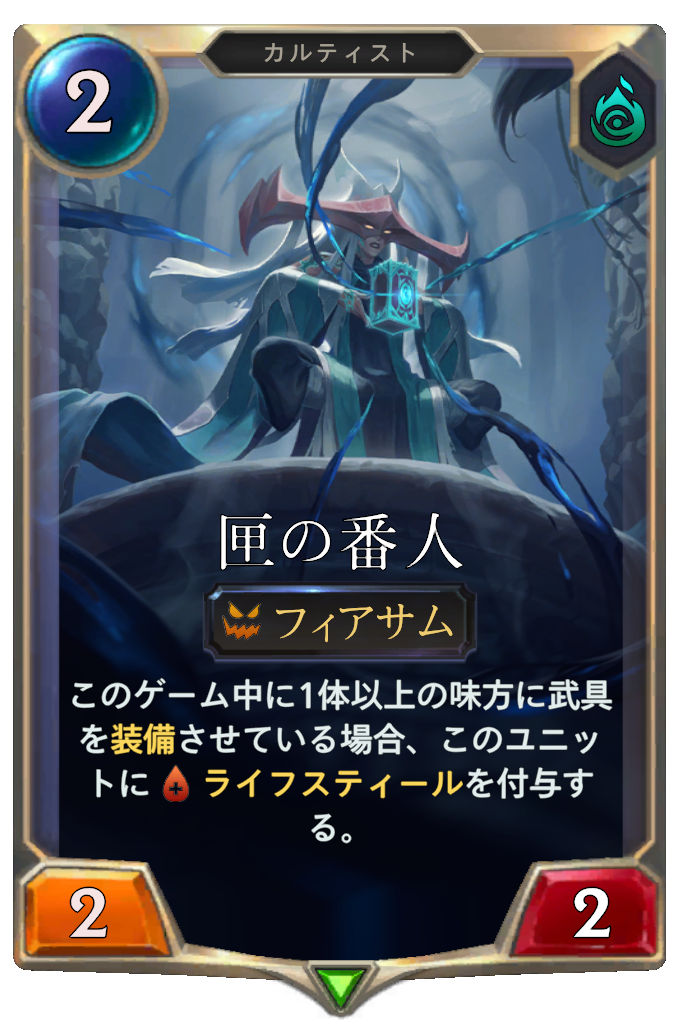 カルティスト
2
匣の番人
フィアサム
このゲーム中に1体以上の味方に武具
を装備させている場合、このユニッ
トに ライフスティールを付与す
る。
2
2